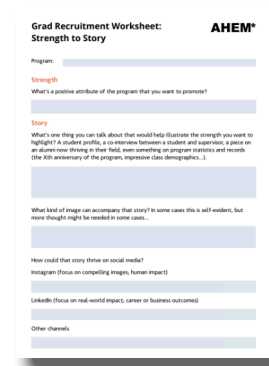 Grad Recruitment Worksheet:
Strength to Story
AHEM*
Program:
Strength
What's a positive attribute of the program that you want to promote?
Story
What's one thing you can talk about that would help illustrate the strength you want to
highlight? A student profile, a co-interview between a student and supervisor, a piece on
an alumni now thriving in their field, even something on program statistics and records
(the Xth anniversary of the program, impressive class demographics...).
What kind of image can accompany that story? In some cases this is self-evident, but
more thought might be needed in some cases...
How could that story thrive on social media?
Instagram (focus on compelling images, human impact)
LinkedIn (focus on real-world impact; career or business outcomes)
Other channels